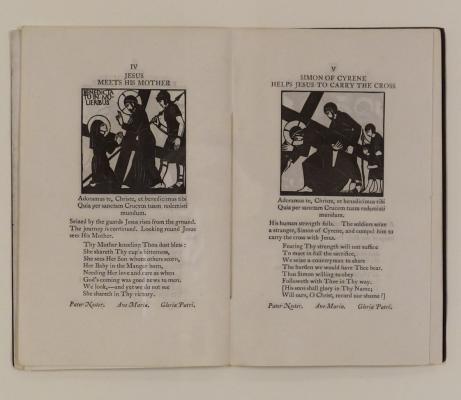 IV
JESUS
MEETS HIS MOTHER
BENEDICTA
TU IN MU-
LIERIBUS
Adoramus te, Christe, et benedicimus tibi
Quia per sanctam Crucem tuam redemisti
mundum.
Seized by the guards Jesus rises from the ground.
The journey is continued. Looking round Jesus
sees His Mother.
Thy Mother kneeling Thou dost bless:
She shareth Thy cup's bitterness,
She sees Her Son whom others scorn,
Her Baby in the Manger born,
Needing Her love and care as when
God's coming was good news to men.
We look,—and yet we do not see
She shareth in Thy victory.
Pater Noster. Ave Maria. Gloria Patri.
V
SIMON OF CYRENE
HELPS JESUS TO CARRY THE CROSS
Adoramus te, Christe, et benedicimus tibi
Quia per sanctam Crucem tuam redemisti
mundum.
His human strength fails. The soldiers seize
a stranger, Simon of Cyrene, and compel him to
carry the cross with Jesus.
Fearing Thy strength will not suffice
To meet in full the sacrifice,
We seize a countryman to share
The burden we would have Thee bear.
Thus Simon willing to obey
Followeth with Thee in Thy way.
[His sons shall glory in Thy Name;
Will ours, O Christ, record our shame?]
Pater Noster. Ave Maria. Gloria Patri.